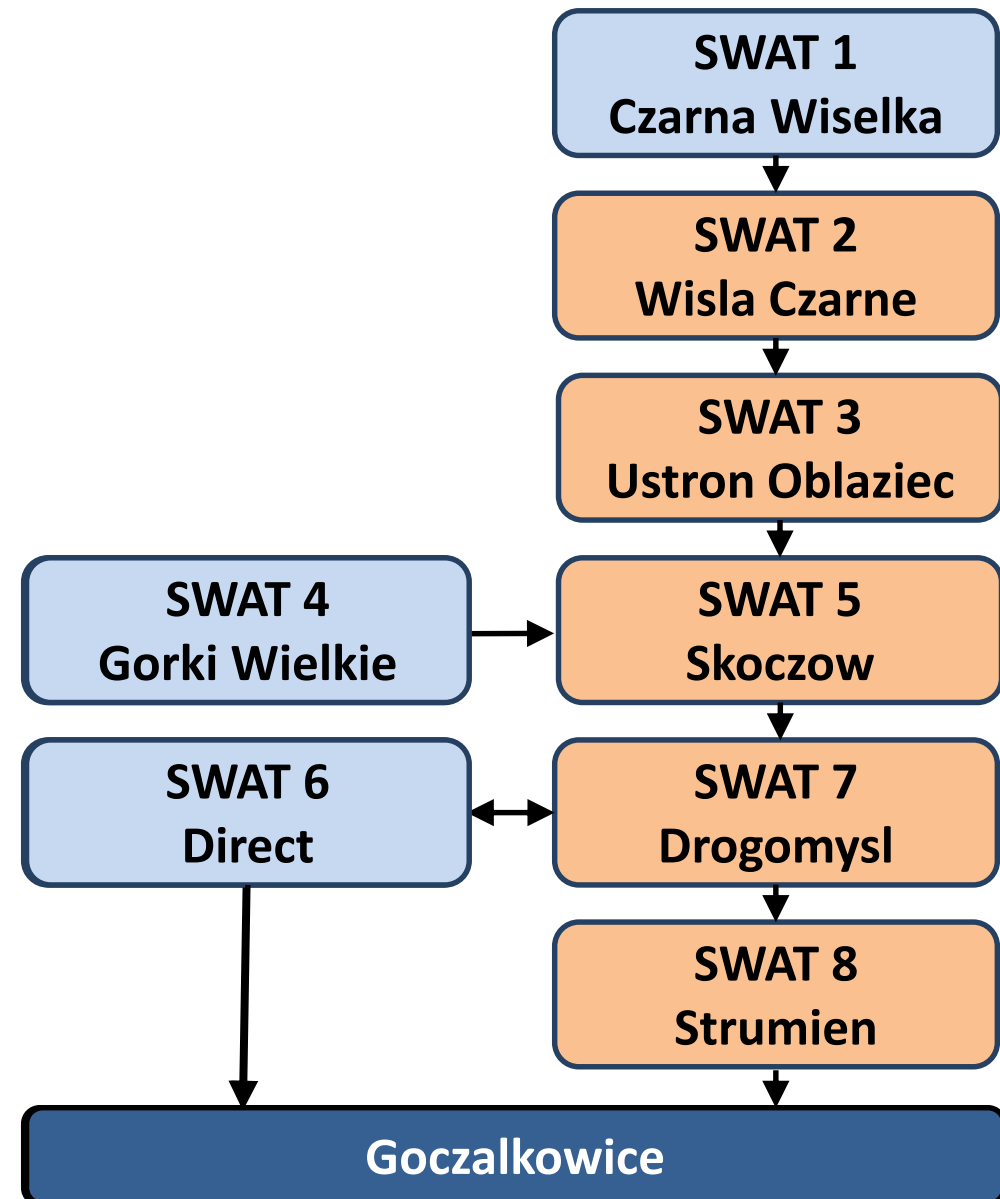 SWAT 1
Czarna Wiselka
SWAT 2
Wisla Czarne
SWAT 3
Ustron Oblaziec
SWAT 4
Gorki Wielkie
SWAT 5
Skoczow
SWAT 6
Direct
SWAT 7
Drogomysl
SWAT 8
Strumien
Goczalkowice